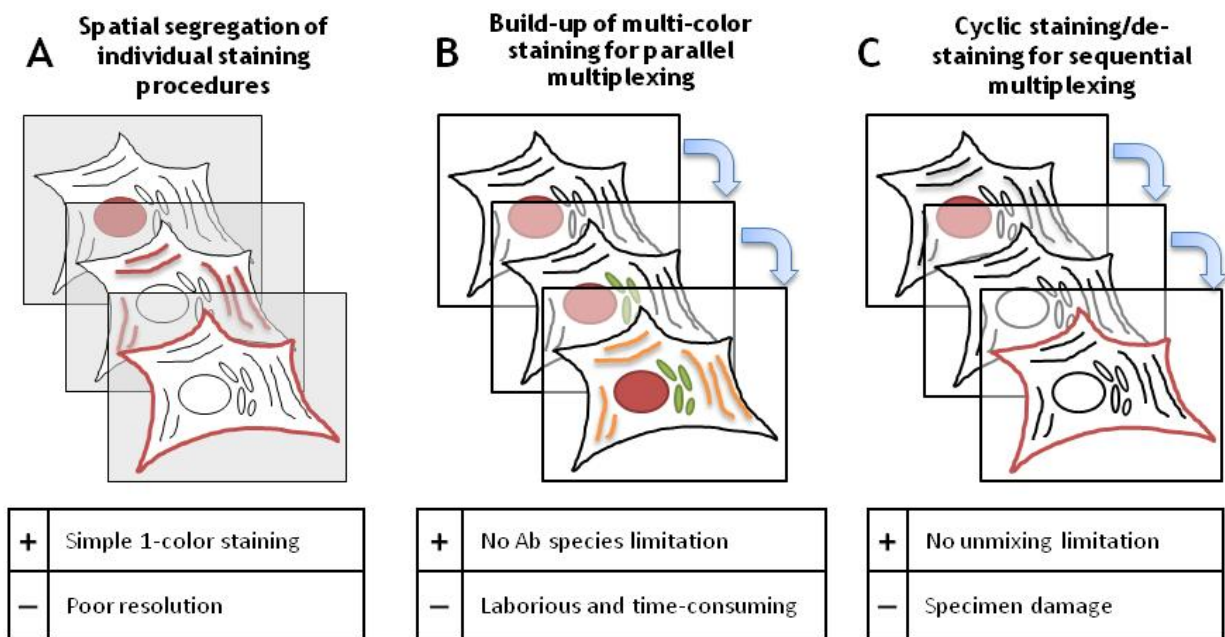 A
Spatial segregation of
individual staining
procedures
B
Build-up of multi-color
staining for parallel
multiplexing
C
Cyclic staining/de-
staining for sequential
multiplexing
+ Simple 1-color staining
− Poor resolution
+ No Ab species limitation
− Laborious and time-consuming
+ No unmixing limitation
− Specimen damage